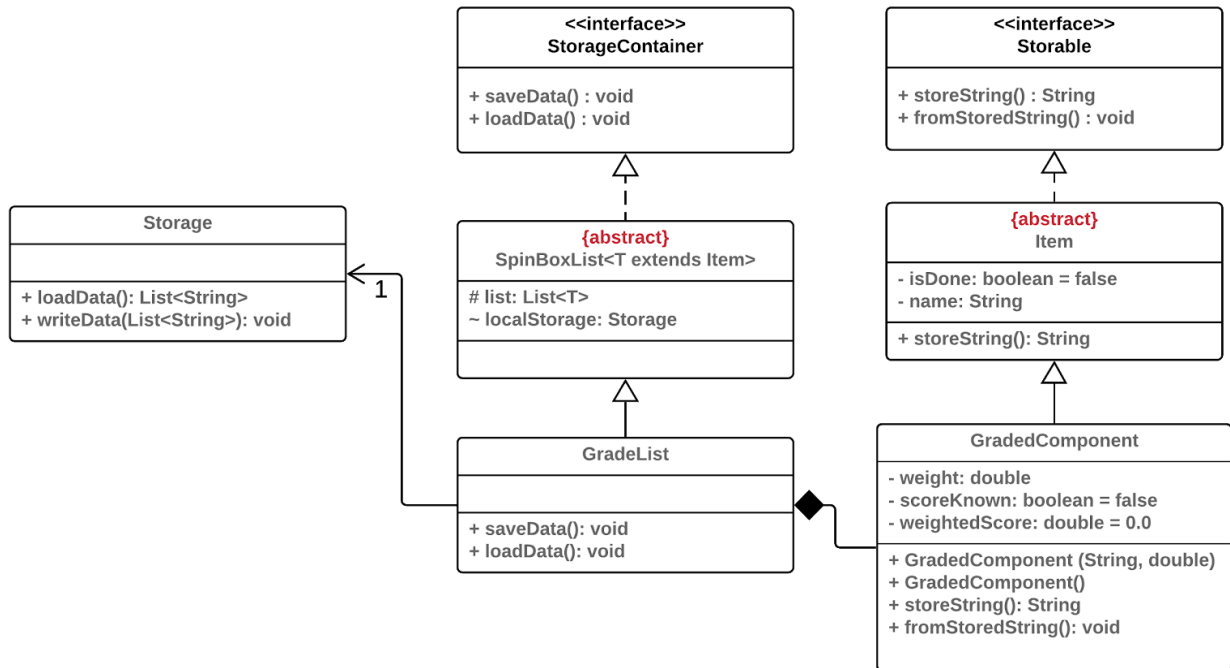 <<interface>>
StorageContainer
+ saveData() : void
+ loadData() : void
<<interface>>
Storable
+ storeString() : String
+ fromStoredString() : void
Storage
+ loadData(): List<String>
+ writeData(List<String>): void
1
{abstract}
SpinBoxList<T extends Item>
# list: List<T>
~ localStorage: Storage
{abstract}
Item
- isDone: boolean = false
- name: String
+ storeString(): String
GradeList
+ saveData(): void
+ loadData(): void
GradedComponent
- weight: double
- scoreKnown: boolean = false
- weightedScore: double = 0.0
+ GradedComponent (String, double)
+ GradedComponent()
+ storeString(): String
+ fromStoredString(): void